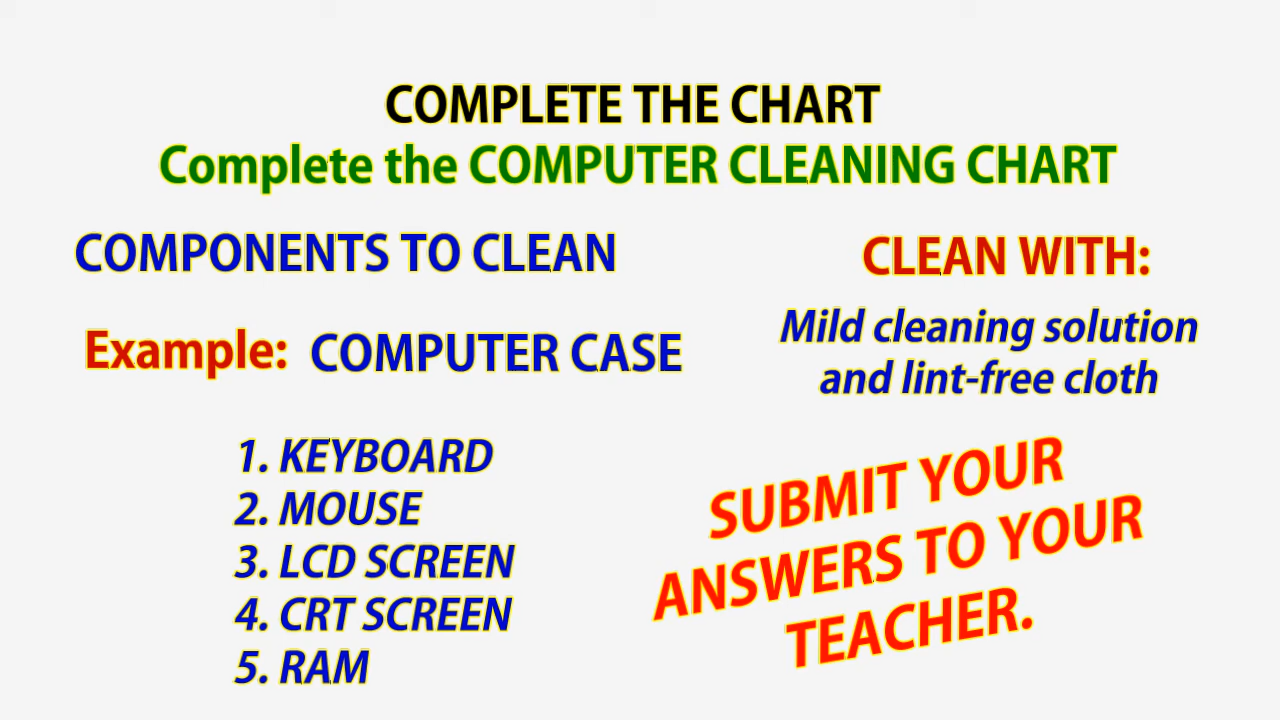 COMPLETE THE CHART
Complete the COMPUTER CLEANING CHART
COMPONENTS TO CLEAN
CLEAN WITH:
Example: COMPUTER CASE
Mild cleaning solution
and lint-free cloth
1. KEYBOARD
2. MOUSE
3. LCD SCREEN
4. CRT SCREEN
5. RAM
SUBMIT YOUR
ANSWERS TO YOUR
TEACHER.